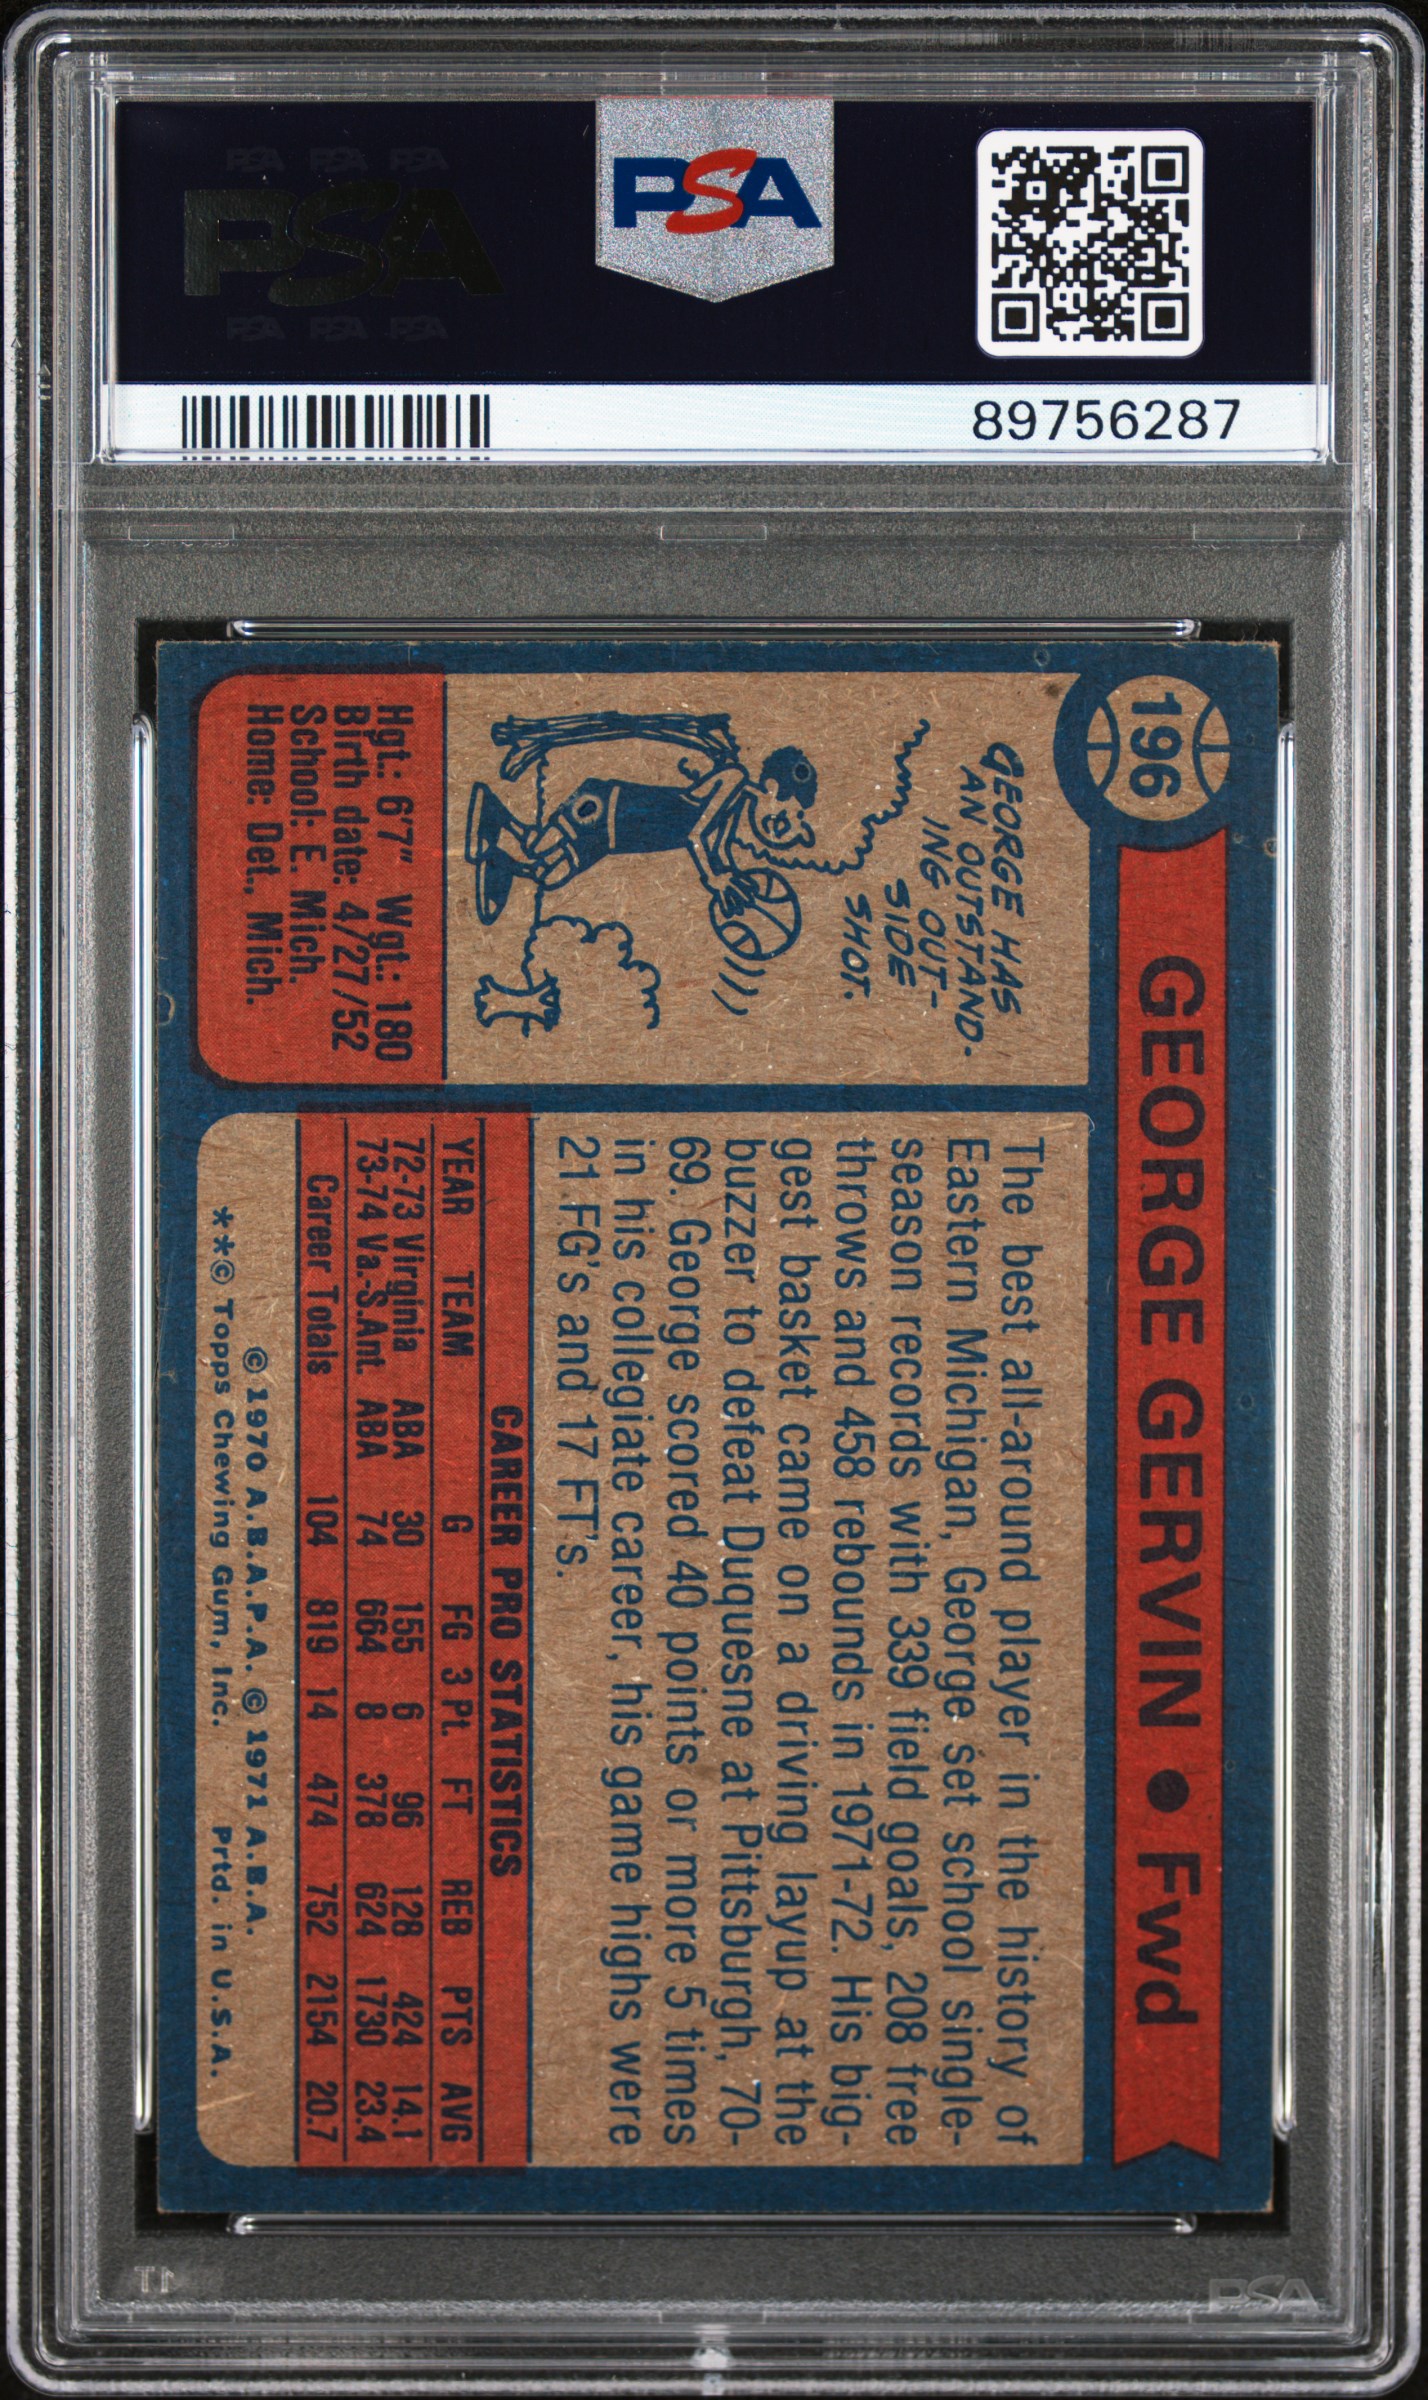 PSA PSA PSA
PSA
PSA PSA PSA
PSA
89756287
196
GEORGE GERVIN • Fwd
GEORGE HAS
AN OUTSTAND-
ING OUT-
SIDE
SHOT.
Hgt.: 6'7" Wgt.: 180
Birth date: 4/27/52
School: E. Mich.
Home: Det., Mich.
The best all-around player in the history of
Eastern Michigan, George set school single-
season records with 339 field goals, 208 free
throws and 458 rebounds in 1971-72. His big-
gest basket came on a driving layup at the
buzzer to defeat Duquesne at Pittsburgh, 70-
69. George scored 40 points or more 5 times
in his collegiate career, his game highs were
21 FG's and 17 FT's.
CAREER PRO STATISTICS
YEAR TEAM G FG 3 Pt. FT REB PTS AVG
72-73 Virginia ABA 30 155 6 96 128 424 14.1
73-74 Va.-S.Ant. ABA 74 664 8 378 624 1730 23.4
Career Totals 104 819 14 474 752 2154 20.7
© 1970 A.B.A.P.A. © 1971 A.B.A.
**© Topps Chewing Gum, Inc. Prtd. in U.S.A.
PSA